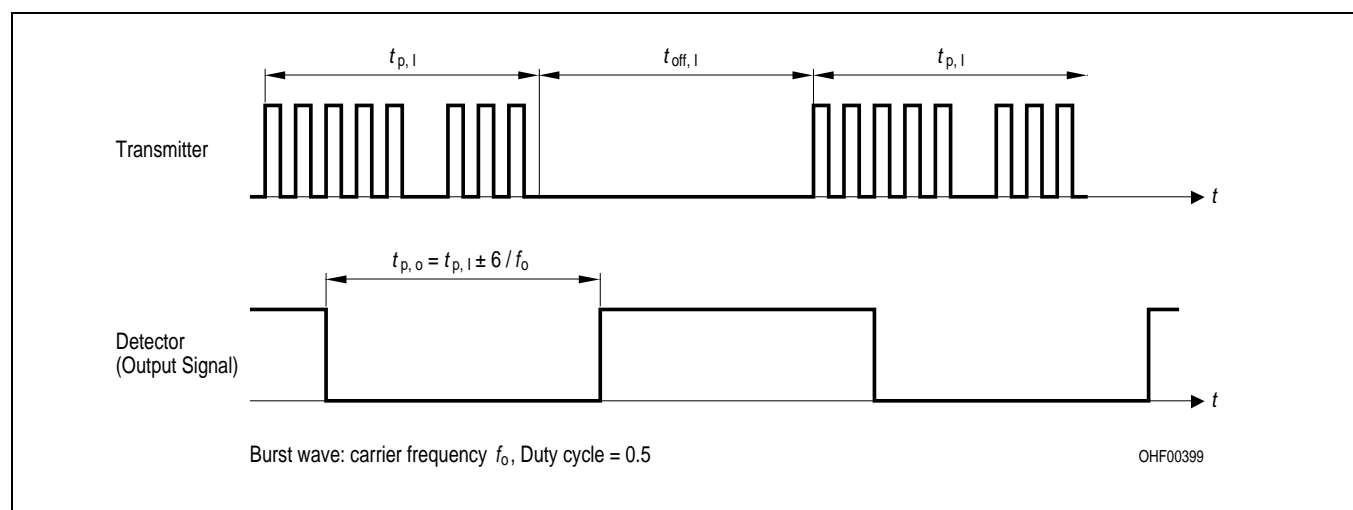 t p, I t off, I t p, I
Transmitter
t
t p, o = t p, I ± 6 / f o
Detector
(Output Signal)
t
Burst wave: carrier frequency f o, Duty cycle = 0.5
OHF00399